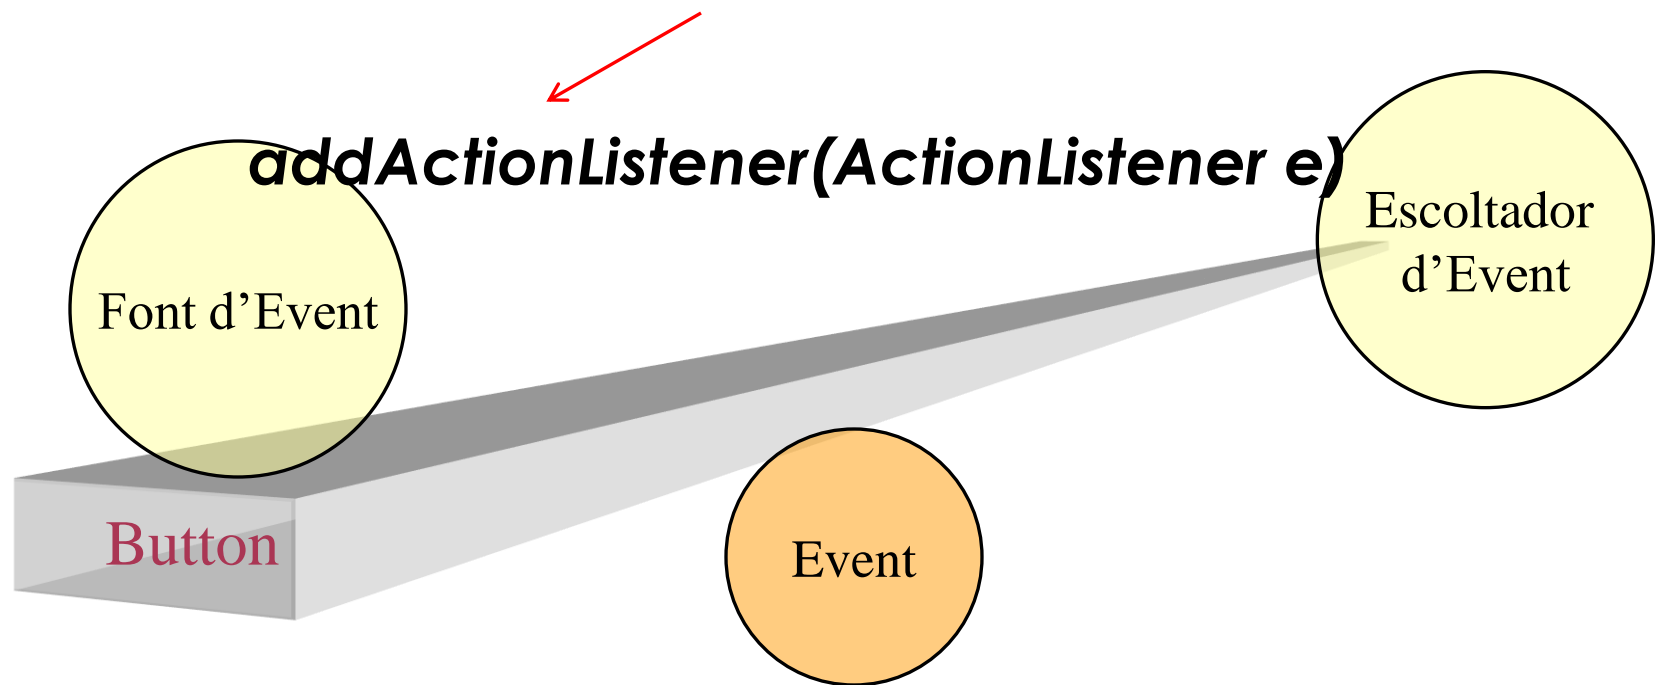 addActionListener(ActionListener e)
Escoltador
d’Event
Font d’Event
Button
Event